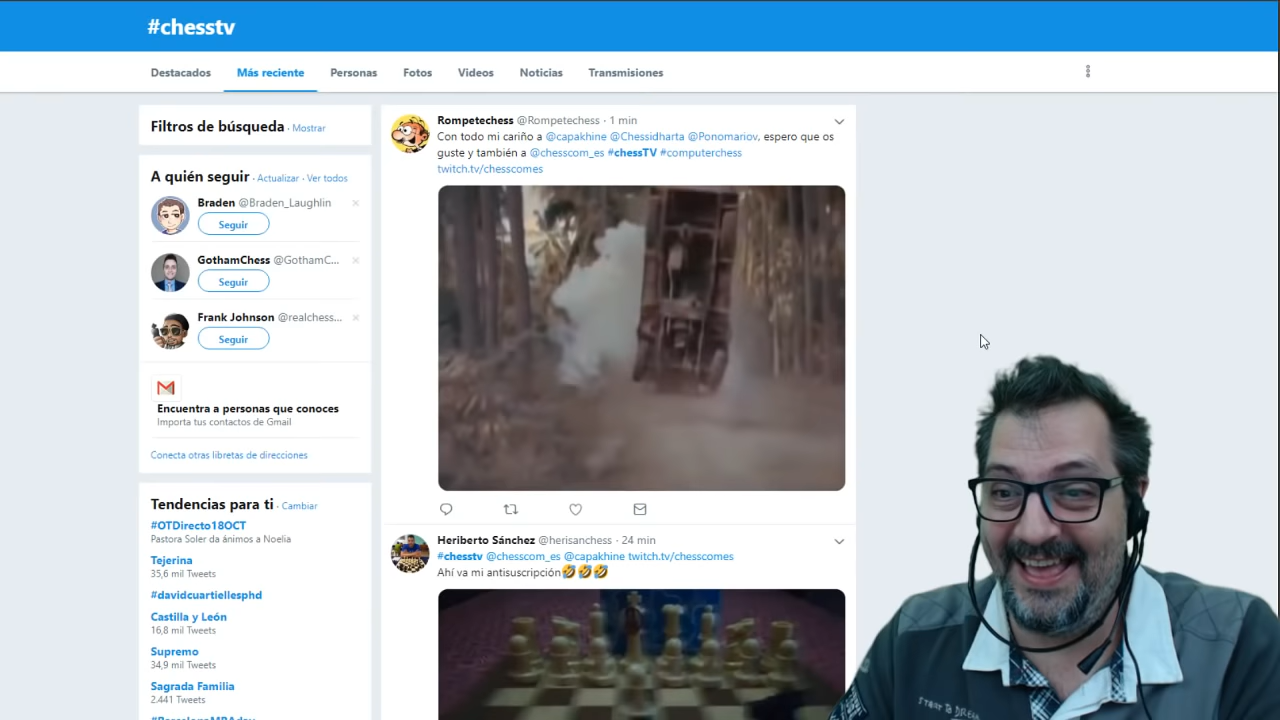 #chesstv
Destacados Más reciente Personas Fotos Videos Noticias Transmisiones
Filtros de búsqueda · Mostrar
A quién seguir · Actualizar · Ver todos
Braden @Braden_Laughlin
Seguir
GothamChess @GothamC...
Seguir
Frank Johnson @realchess...
Seguir
Encuentra a personas que conoces
Importa tus contactos de Gmail
Conecta otras libretas de direcciones
Tendencias para ti · Cambiar
#OTDirecto18OCT
Pastora Soler da ánimos a Noelia
Tejerina
35,6 mil Tweets
#davidcuartiellesphd
Castilla y León
16,8 mil Tweets
Supremo
34,9 mil Tweets
Sagrada Familia
2.441 Tweets
Rompetechess @Rompetechess · 1 min
Con todo mi cariño a @capakhine @Chessidharta @Ponomariov, espero que os
guste y también a @chesscom_es #chessTV #computerchess
twitch.tv/chesscomes
Heriberto Sánchez @herisanchess · 24 min
#chesstv @chesscom_es @capakhine twitch.tv/chesscomes
Ahí va mi antisuscripción🤣🤣🤣